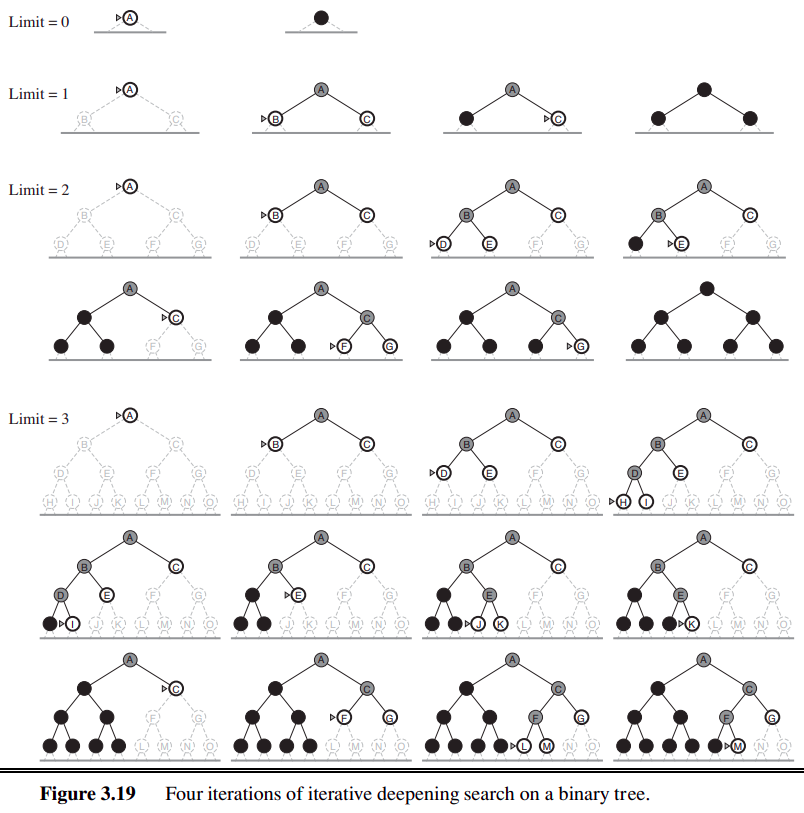 Limit = 0 A
Limit = 1 A A A
B C B C C
Limit = 2 A A A A
B C B C B C B C
D E F G D E F G D E F G E F G
A A A
C C C
F G F G G
Limit = 3 A A A A
B C B C B C B C
D E F G D E F G D E F G D E F G
H I J K L M N O H I J K L M N O H I J K L M N O H I J K L M N O
A A A A
B C B C B C B C
D E F G E F G E F G E F G
I J K L M N O J K L M N O J K L M N O K L M N O
A A A A
C C C C
F G F G F G F G
L M N O L M N O L M N O M N O
Figure 3.19 Four iterations of iterative deepening search on a binary tree.